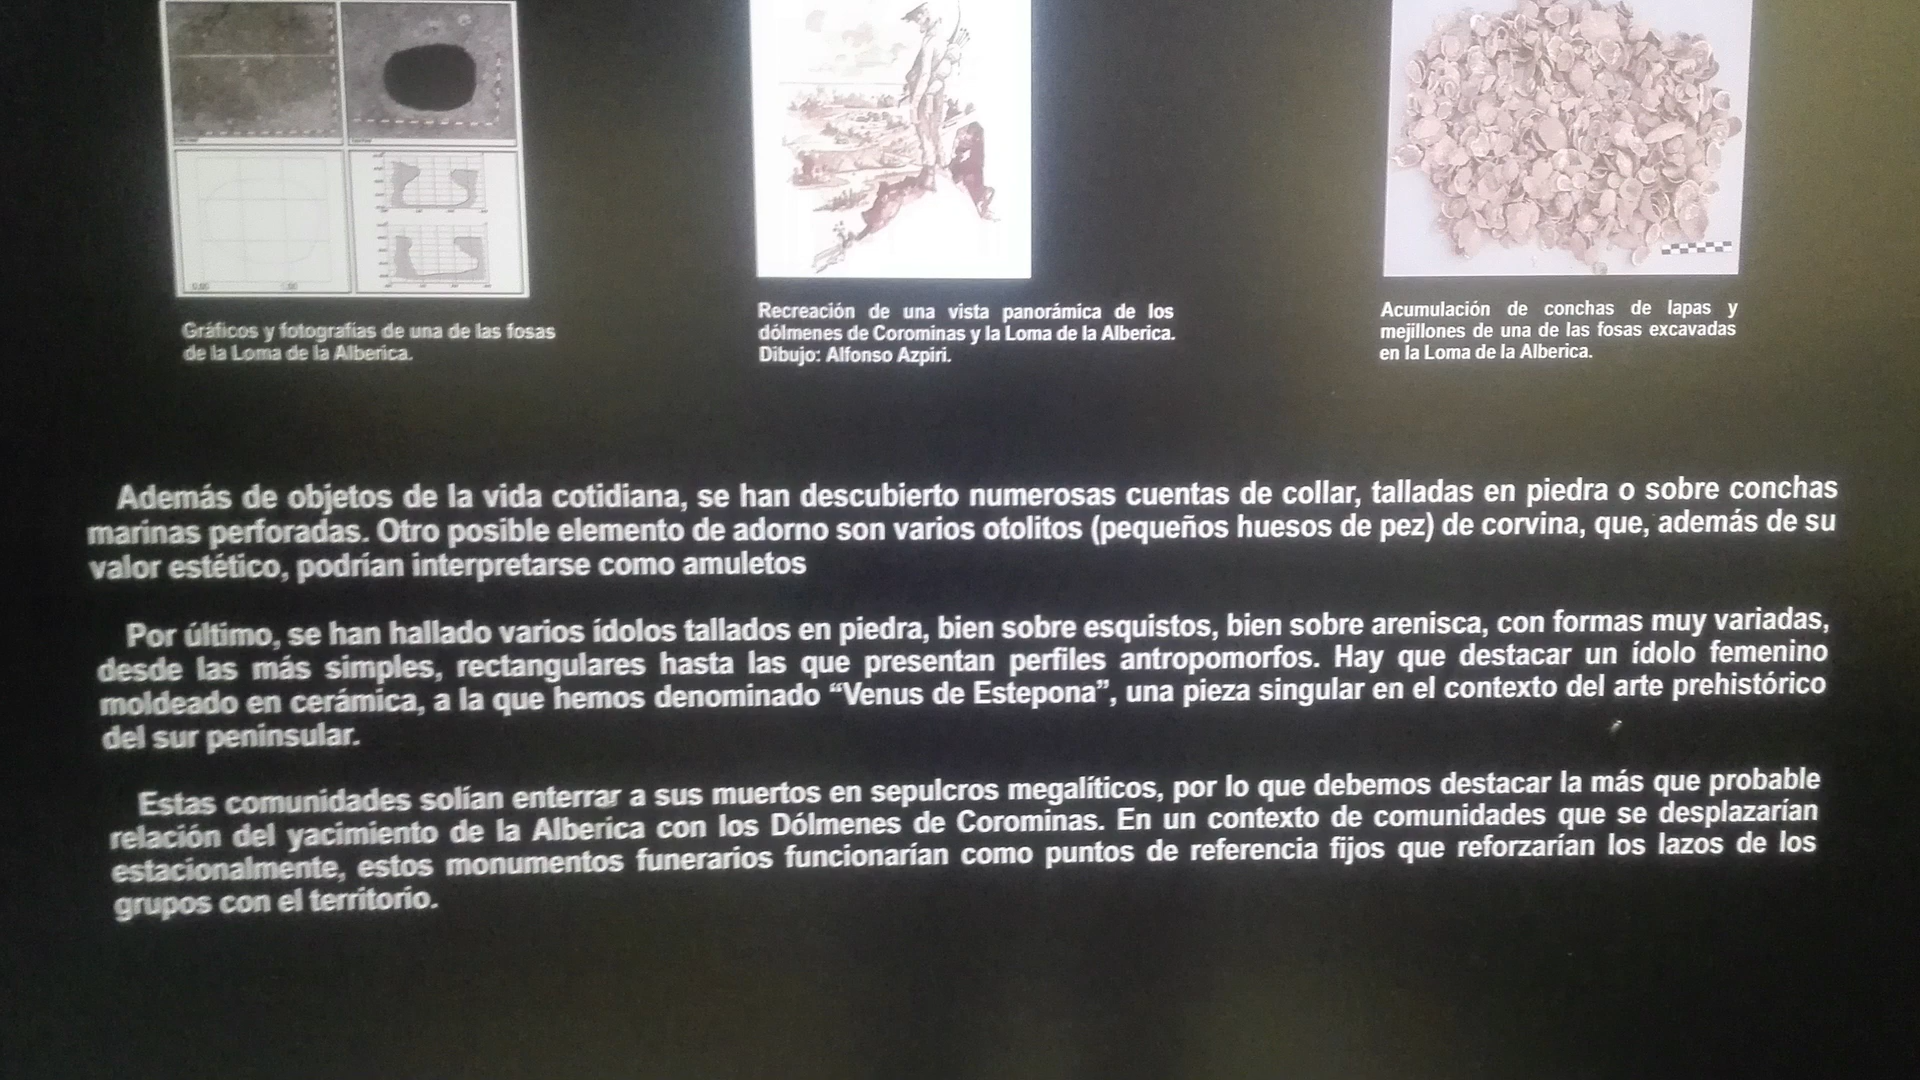 Gráficos y fotografías de una de las fosas
de la Loma de la Alberica.
Recreación de una vista panorámica de los
dólmenes de Corominas y la Loma de la Alberica.
Dibujo: Alfonso Azpiri.
Acumulación de conchas de lapas y
mejillones de una de las fosas excavadas
en la Loma de la Alberica.
Además de objetos de la vida cotidiana, se han descubierto numerosas cuentas de collar, talladas en piedra o sobre conchas
marinas perforadas. Otro posible elemento de adorno son varios otolitos (pequeños huesos de pez) de corvina, que, además de su
valor estético, podrían interpretarse como amuletos
Por último, se han hallado varios ídolos tallados en piedra, bien sobre esquistos, bien sobre arenisca, con formas muy variadas,
desde las más simples, rectangulares hasta las que presentan perfiles antropomorfos. Hay que destacar un ídolo femenino
moldeado en cerámica, a la que hemos denominado “Venus de Estepona”, una pieza singular en el contexto del arte prehistórico
del sur peninsular.
Estas comunidades solían enterrar a sus muertos en sepulcros megalíticos, por lo que debemos destacar la más que probable
relación del yacimiento de la Alberica con los Dólmenes de Corominas. En un contexto de comunidades que se desplazarían
estacionalmente, estos monumentos funerarios funcionarían como puntos de referencia fijos que reforzarían los lazos de los
grupos con el territorio.